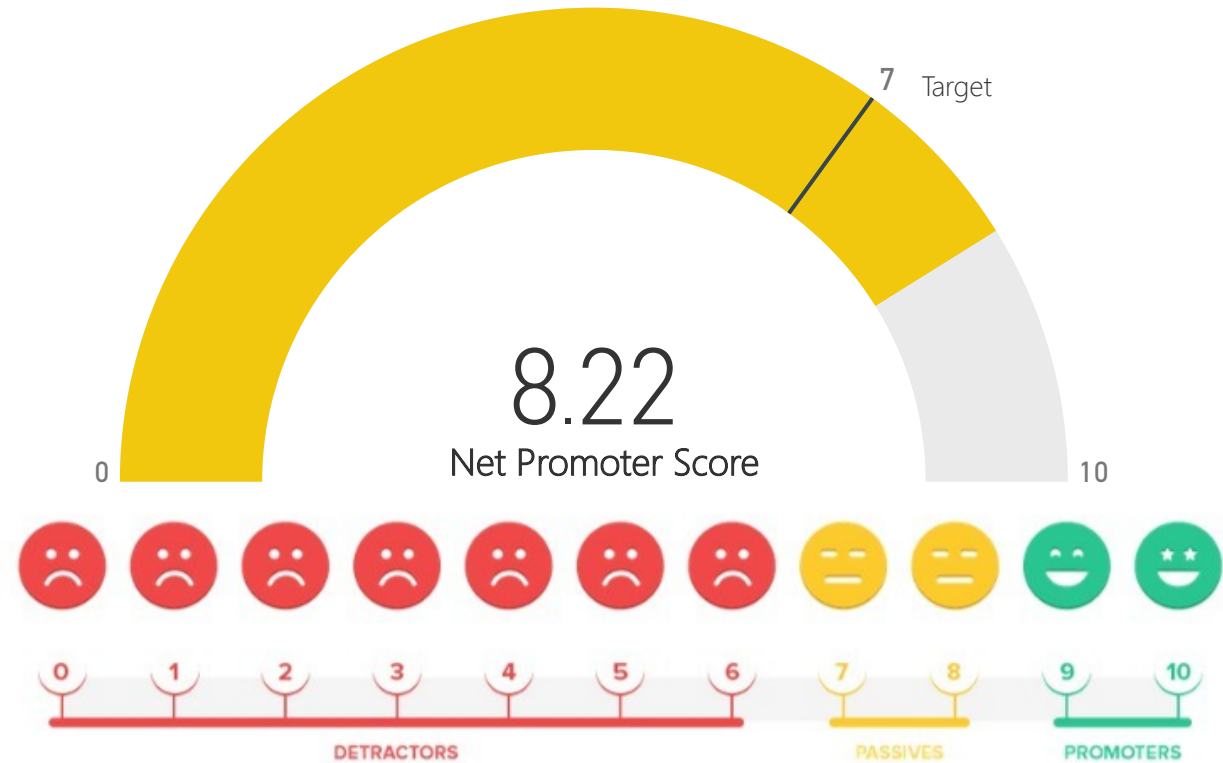 7 Target
8.22
Net Promoter Score
0 10
0 1 2 3 4 5 6 7 8 9 10
DETRACTORS PASSIVES PROMOTERS